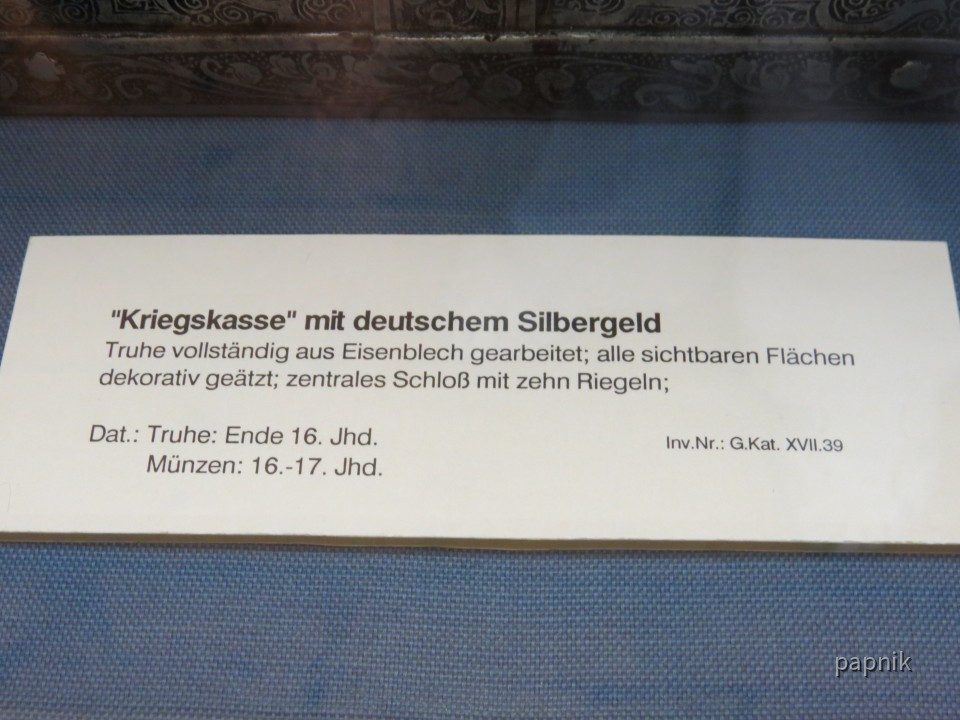 "Kriegskasse" mit deutschem Silbergeld
Truhe vollständig aus Eisenblech gearbeitet; alle sichtbaren Flächen
dekorativ geätzt; zentrales Schloß mit zehn Riegeln;
Dat.: Truhe: Ende 16. Jhd.
Inv.Nr.: G.Kat. XVII.39
Münzen: 16.-17. Jhd.
papnik